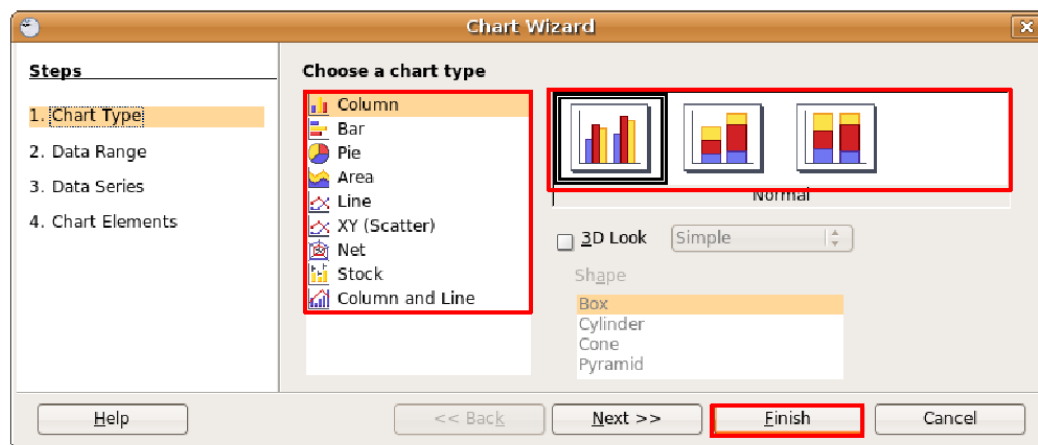 Chart Wizard
Steps
1. Chart Type
2. Data Range
3. Data Series
4. Chart Elements
Choose a chart type
Column
Bar
Pie
Area
Line
XY (Scatter)
Net
Stock
Column and Line
Normal
3D Look
Simple
Shape
Box
Cylinder
Cone
Pyramid
Help
<< Back
Next >>
Finish
Cancel